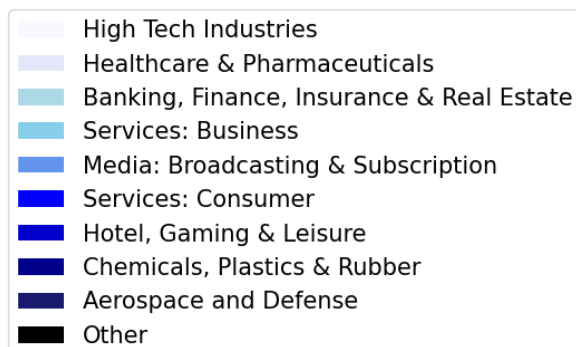 High Tech Industries
Healthcare & Pharmaceuticals
Banking, Finance, Insurance & Real Estate
Services: Business
Media: Broadcasting & Subscription
Services: Consumer
Hotel, Gaming & Leisure
Chemicals, Plastics & Rubber
Aerospace and Defense
Other